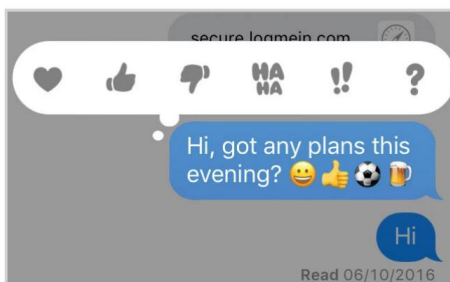 secure.logmein.com
HA
HA
!!
?
Hi, got any plans this
evening? 😀👍⚽🍺
Hi
Read 06/10/2016